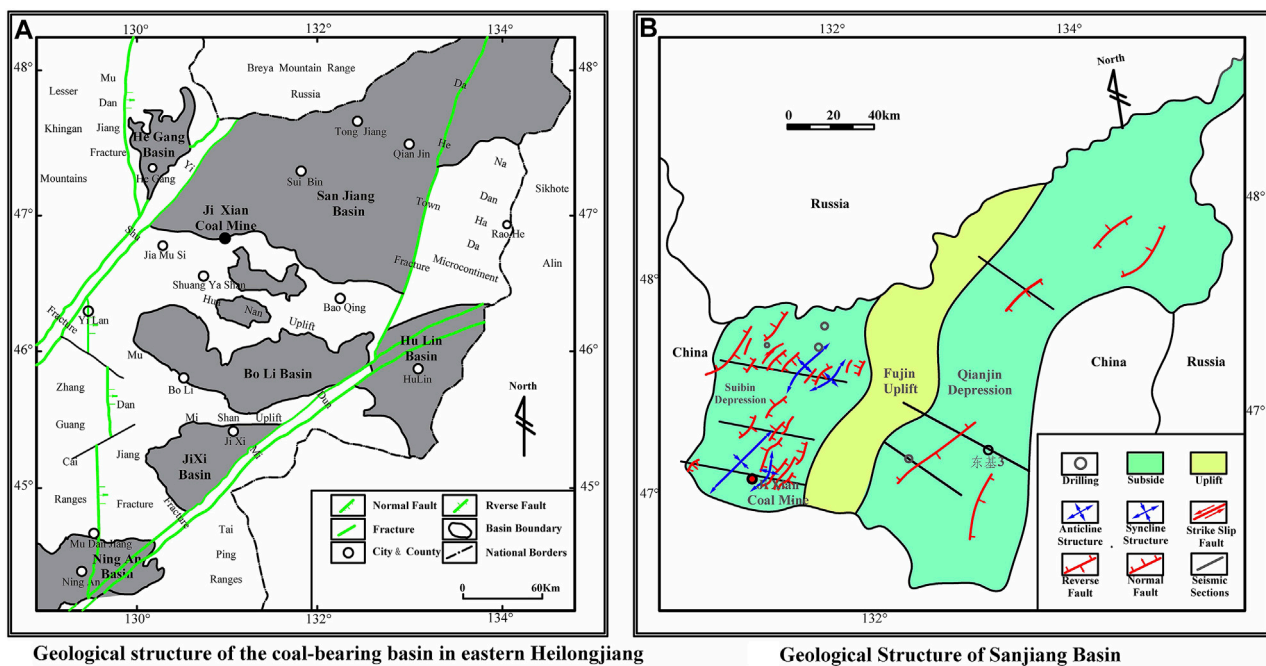 A
130°
132°
133°
48°
48°
Breya Mountain Range
Russia
Mu
Lesser
Dan
Khingan
Jiang
Fracture
Mountains
He Gang
Basin
He Gang
Yi
Da
Tong Jiang
Qian Jin
He
Na
Sui Bin
San Jiang
Basin
Dan
Sikhote
Ji Xian
Coal Mine
Town
Ha
Rao He
47°
47°
Shu
Da
Jia Mu Si
Microcontinent
Alin
Fracture
Shuang Ya Shan
Hun
Nan
Bao Qing
Uplift
Fracture
Yi Lan
Hu Lin
Basin
HuLin
46°
46°
Mu
Bo Li Basin
Bo Li
Zhang
Dan
Dun
Guang
Mi Shan Uplift
Ji Xi
Cai
Jiang
JiXi
Basin
Mi
North
45°
45°
Ranges
Fracture
Fracture
Tai
Ping
Ranges
Mu Dan Jiang
Ning An
Basin
Ning An
Normal Fault
Rverse Fault
Fracture
Basin Boundary
City & County
National Borders
0 60Km
130°
132°
133°
Geological structure of the coal-bearing basin in eastern Heilongjiang
B
132°
134°
48°
48°
47°
47°
North
0 20 40km
Russia
China
Suibin
Depression
Fujin
Uplift
Qianjin
Depression
China
Russia
东基3
Ji Xian
Coal Mine
Drilling
Subside
Uplift
Anticline
Structure
Syncline
Structure
Strike Slip
Fault
Reverse
Fault
Normal
Fault
Seismic
Sections
132°
Geological Structure of Sanjiang Basin